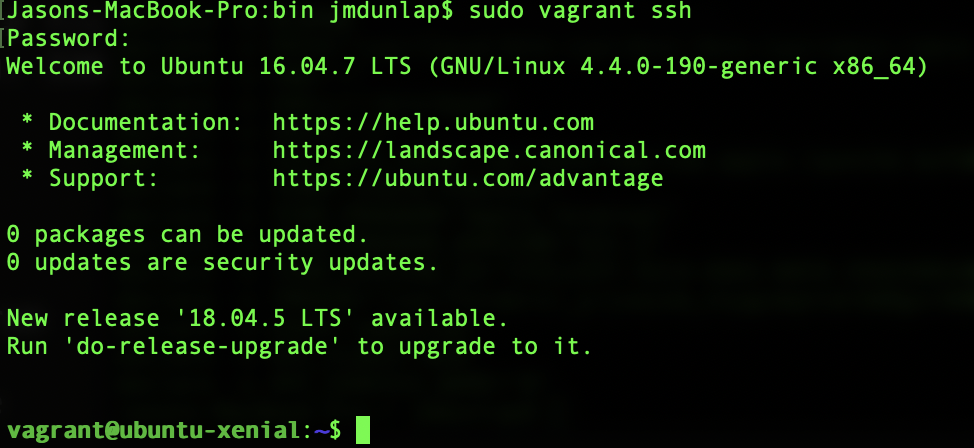 [Jasons-MacBook-Pro:bin jmdunlap$ sudo vagrant ssh
[Password:
Welcome to Ubuntu 16.04.7 LTS (GNU/Linux 4.4.0-190-generic x86_64)
* Documentation:  https://help.ubuntu.com
* Management:     https://landscape.canonical.com
* Support:        https://ubuntu.com/advantage
0 packages can be updated.
0 updates are security updates.
New release '18.04.5 LTS' available.
Run 'do-release-upgrade' to upgrade to it.
vagrant@ubuntu-xenial:~$